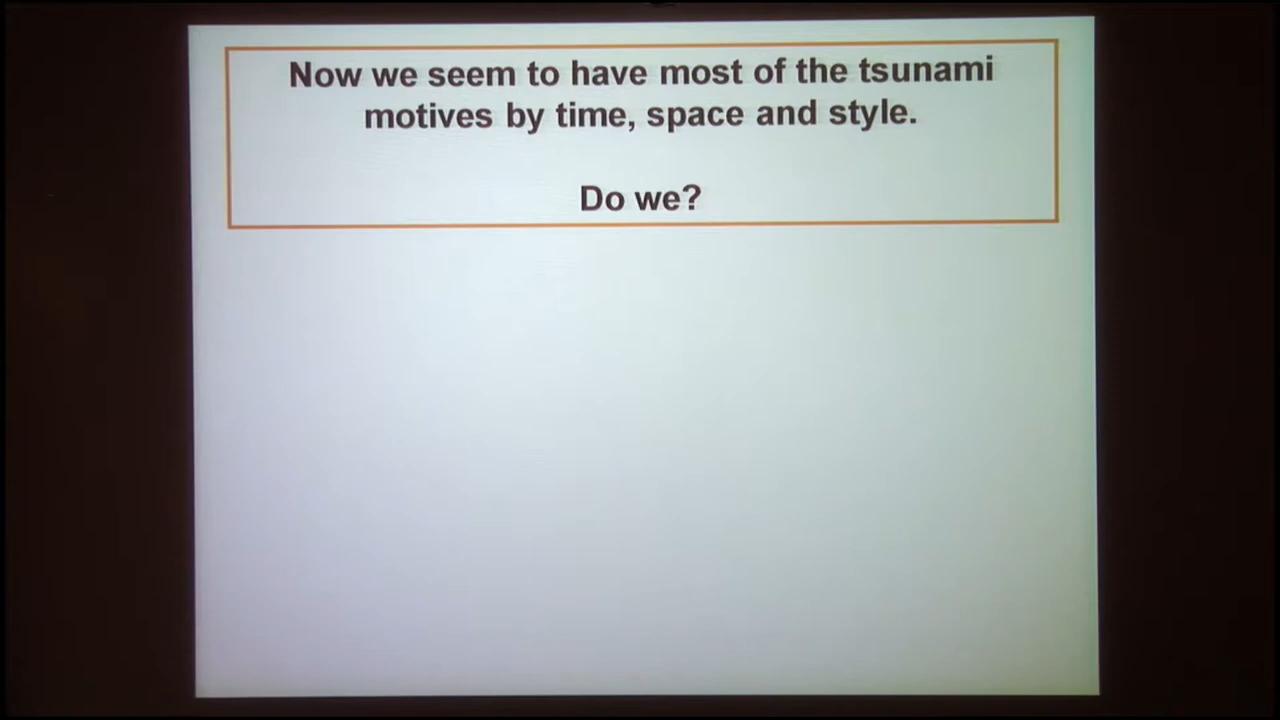 Now we seem to have most of the tsunami
motives by time, space and style.
Do we?